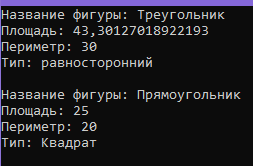 Название фигуры: Треугольник
Площадь: 43,30127018922193
Периметр: 30
Тип: равносторонний
Название фигуры: Прямоугольник
Площадь: 25
Периметр: 20
Тип: Квадрат